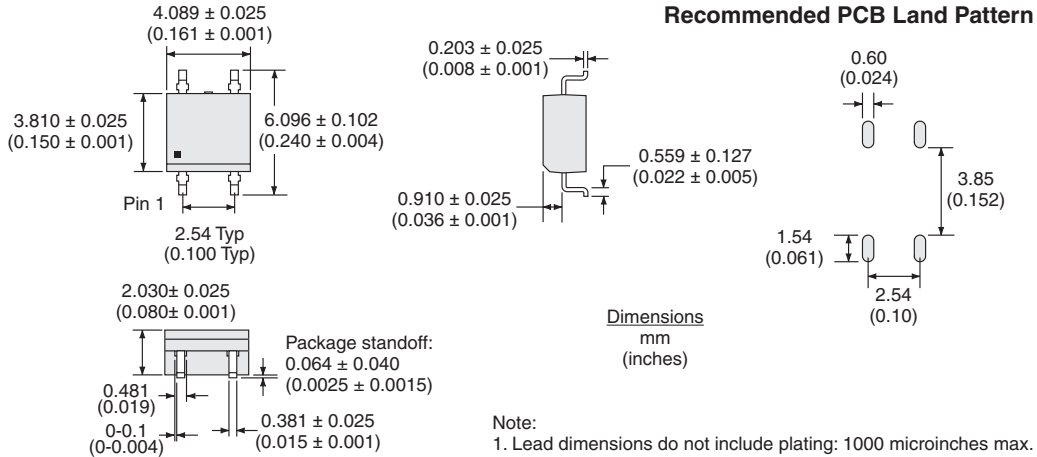 Recommended PCB Land Pattern
4.089 ± 0.025
(0.161 ± 0.001)
3.810 ± 0.025
(0.150 ± 0.001)
6.096 ± 0.102
(0.240 ± 0.004)
Pin 1
2.54 Typ
(0.100 Typ)
0.203 ± 0.025
(0.008 ± 0.001)
0.559 ± 0.127
(0.022 ± 0.005)
0.910 ± 0.025
(0.036 ± 0.001)
0.60
(0.024)
3.85
(0.152)
1.54
(0.061)
2.54
(0.10)
2.030± 0.025
(0.080± 0.001)
Package standoff:
0.064 ± 0.040
(0.0025 ± 0.0015)
0.481
(0.019)
0-0.1
(0-0.004)
0.381 ± 0.025
(0.015 ± 0.001)
Dimensions
mm
(inches)
Note:
1. Lead dimensions do not include plating: 1000 microinches max.